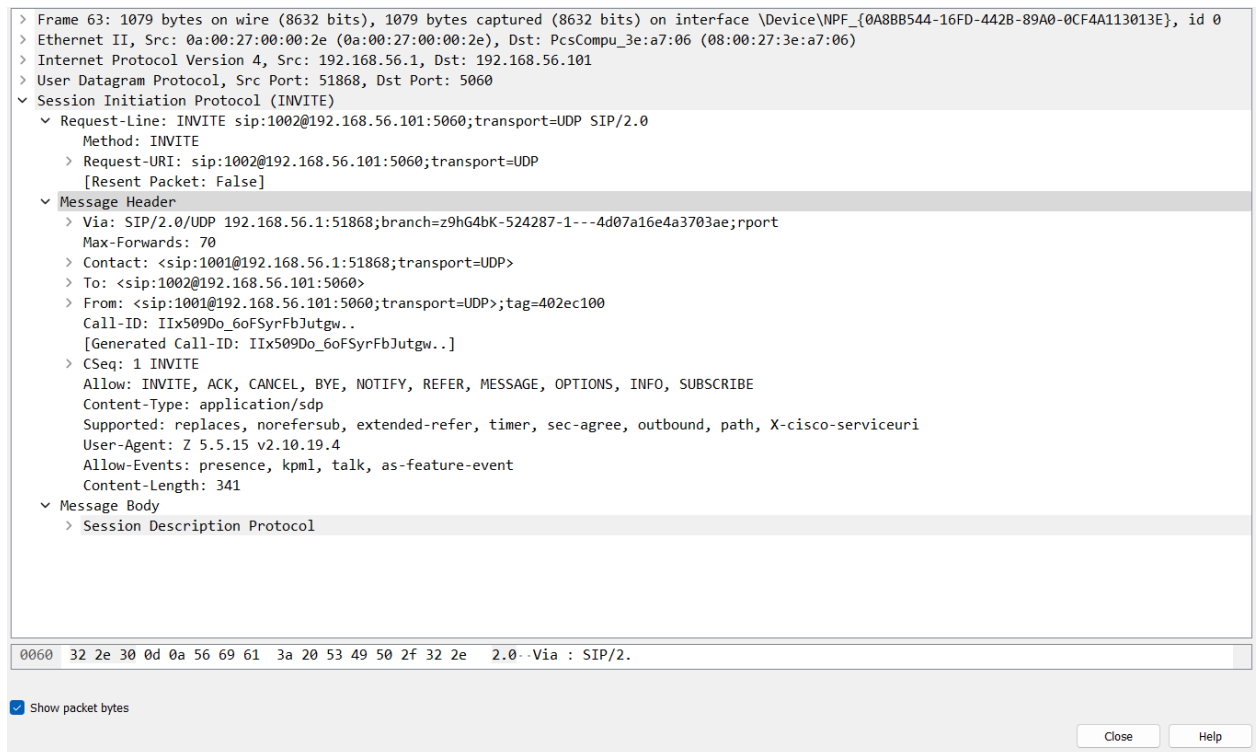 Frame 63: 1079 bytes on wire (8632 bits), 1079 bytes captured (8632 bits) on interface \Device\NPF_{0A8BB544-16FD-442B-89A0-0CF4A113013E}, id 0
Ethernet II, Src: 0a:00:27:00:00:2e (0a:00:27:00:00:2e), Dst: PcsCompu_3e:a7:06 (08:00:27:3e:a7:06)
Internet Protocol Version 4, Src: 192.168.56.1, Dst: 192.168.56.101
User Datagram Protocol, Src Port: 51868, Dst Port: 5060
Session Initiation Protocol (INVITE)
Request-Line: INVITE sip:1002@192.168.56.101:5060;transport=UDP SIP/2.0
Method: INVITE
Request-URI: sip:1002@192.168.56.101:5060;transport=UDP
[Resent Packet: False]
Message Header
Via: SIP/2.0/UDP 192.168.56.1:51868;branch=z9hG4bK-524287-1---4d07a16e4a3703ae;rport
Max-Forwards: 70
Contact: <sip:1001@192.168.56.1:51868;transport=UDP>
To: <sip:1002@192.168.56.101:5060>
From: <sip:1001@192.168.56.101:5060;transport=UDP>;tag=402ec100
Call-ID: IIx509Do_6oFSyrFbJutgw..
[Generated Call-ID: IIx509Do_6oFSyrFbJutgw..]
CSeq: 1 INVITE
Allow: INVITE, ACK, CANCEL, BYE, NOTIFY, REFER, MESSAGE, OPTIONS, INFO, SUBSCRIBE
Content-Type: application/sdp
Supported: replaces, norefersub, extended-refer, timer, sec-agree, outbound, path, X-cisco-serviceuri
User-Agent: Z 5.5.15 v2.10.19.4
Allow-Events: presence, kpml, talk, as-feature-event
Content-Length: 341
Message Body
Session Description Protocol
0060 32 2e 30 0d 0a 56 69 61 3a 20 53 49 50 2f 32 2e 2.0··Via : SIP/2.
Show packet bytes
Close Help